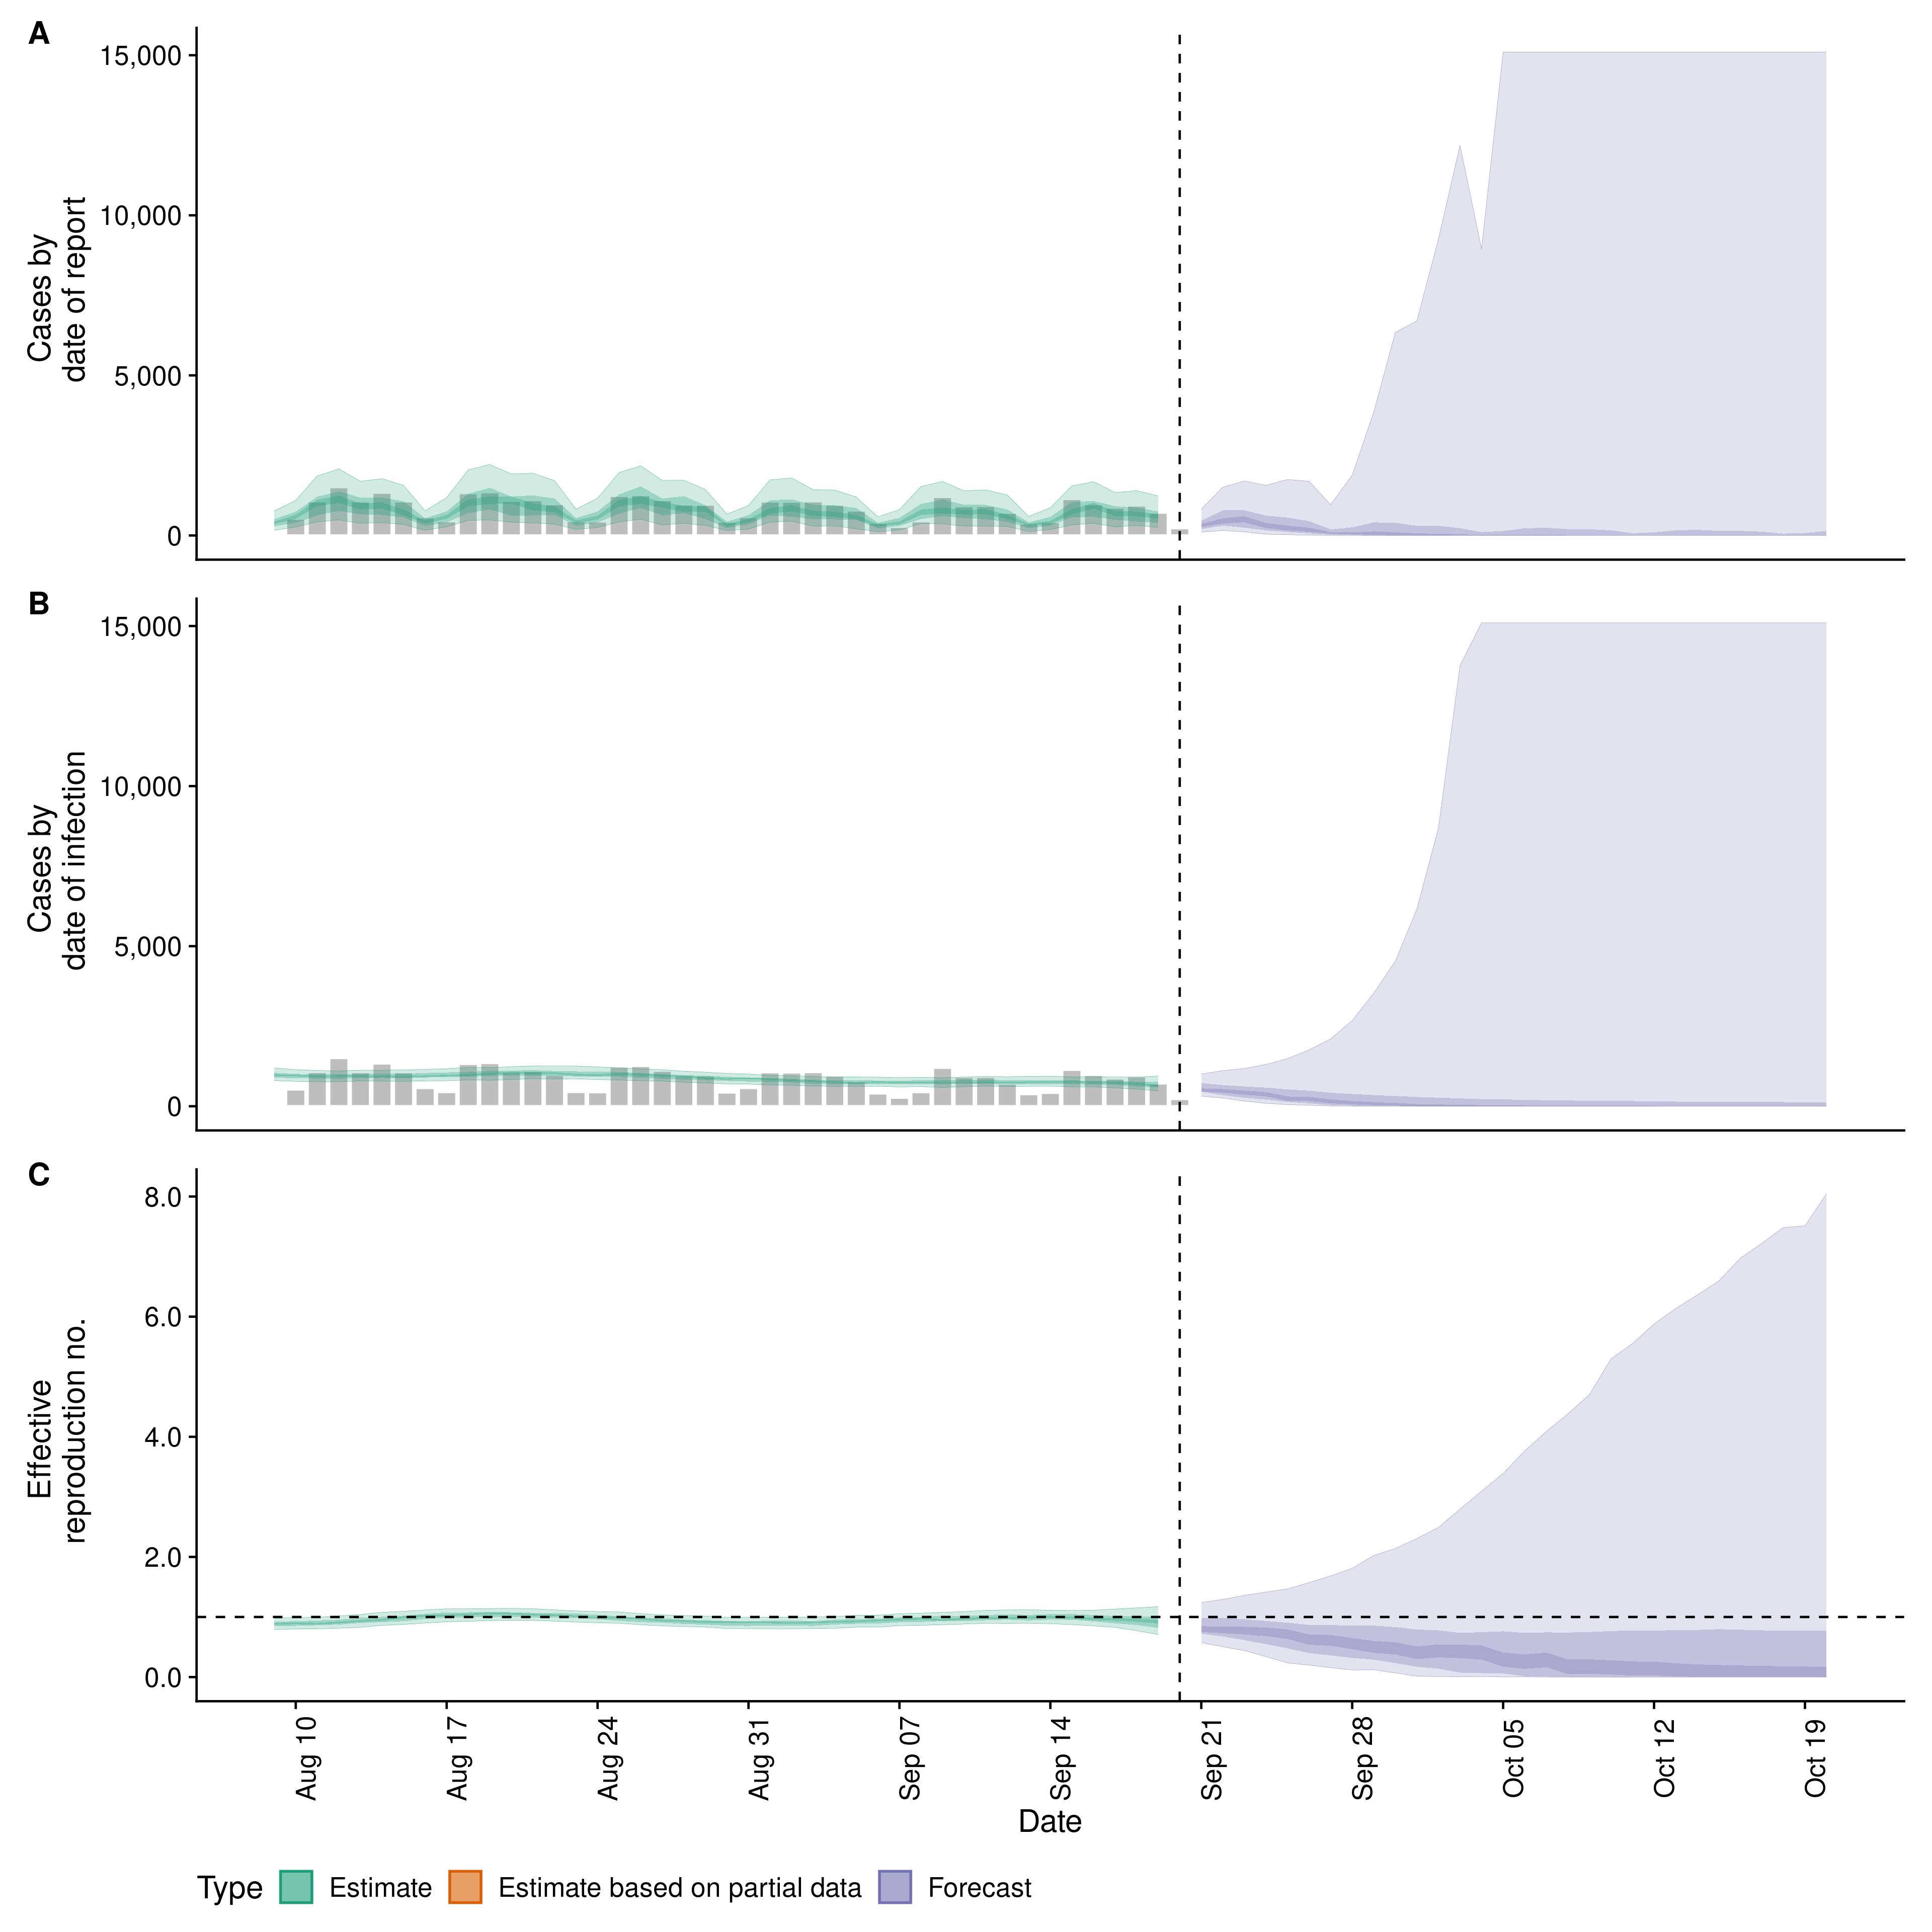 A
Cases by
date of report
15,000
10,000
5,000
0
B
Cases by
date of infection
15,000
10,000
5,000
0
C
Effective
reproduction no.
8.0
6.0
4.0
2.0
0.0
Aug 10
Aug 17
Aug 24
Aug 31
Sep 07
Sep 14
Sep 21
Sep 28
Oct 05
Oct 12
Oct 19
Date
Type Estimate Estimate based on partial data Forecast